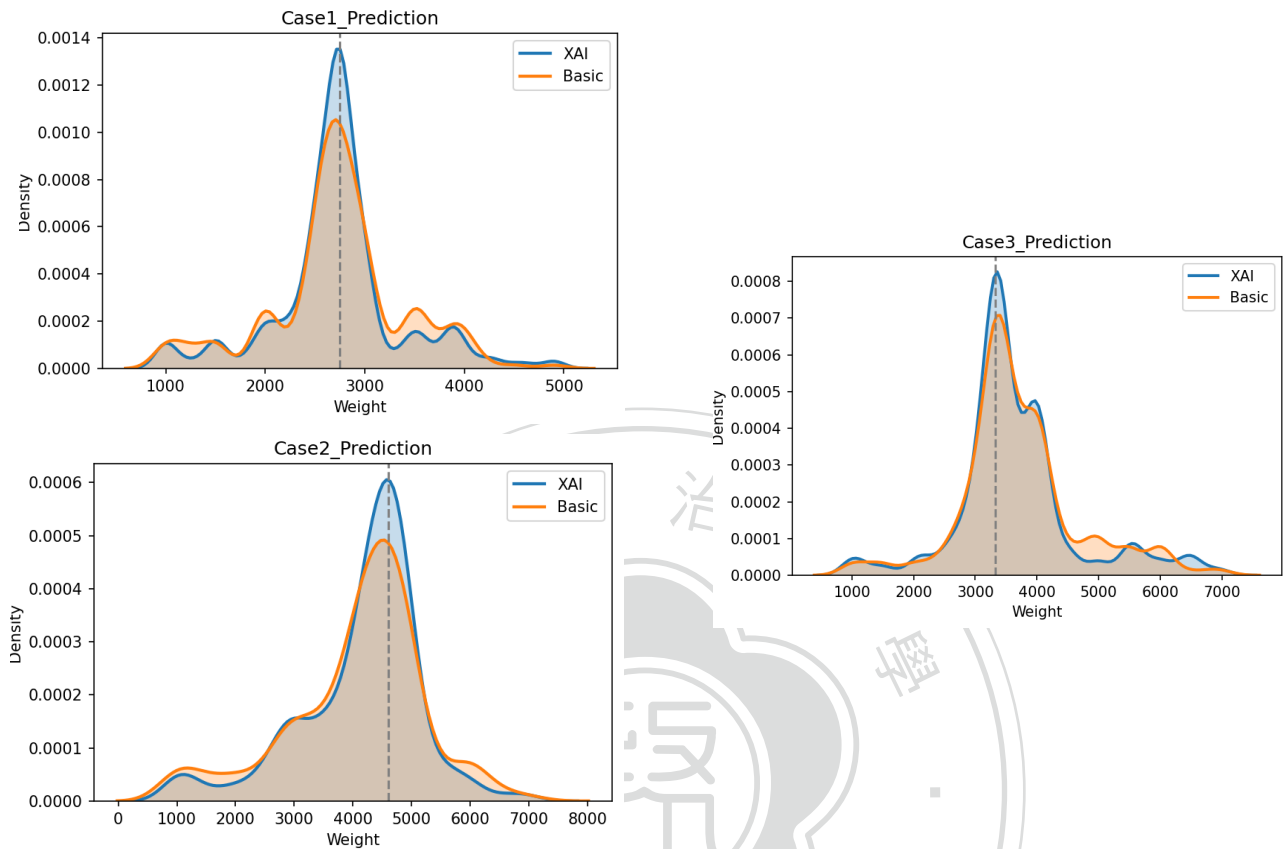 Case1_Prediction
0.0014
0.0012
0.0010
0.0008
0.0006
0.0004
0.0002
0.0000
Density
XAI
Basic
1000 2000 3000 4000 5000
Weight
Case3_Prediction
0.0008
0.0007
0.0006
0.0005
0.0004
0.0003
0.0002
0.0001
0.0000
Density
XAI
Basic
1000 2000 3000 4000 5000 6000 7000
Weight
Case2_Prediction
0.0006
0.0005
0.0004
0.0003
0.0002
0.0001
0.0000
Density
XAI
Basic
0 1000 2000 3000 4000 5000 6000 7000 8000
Weight
學